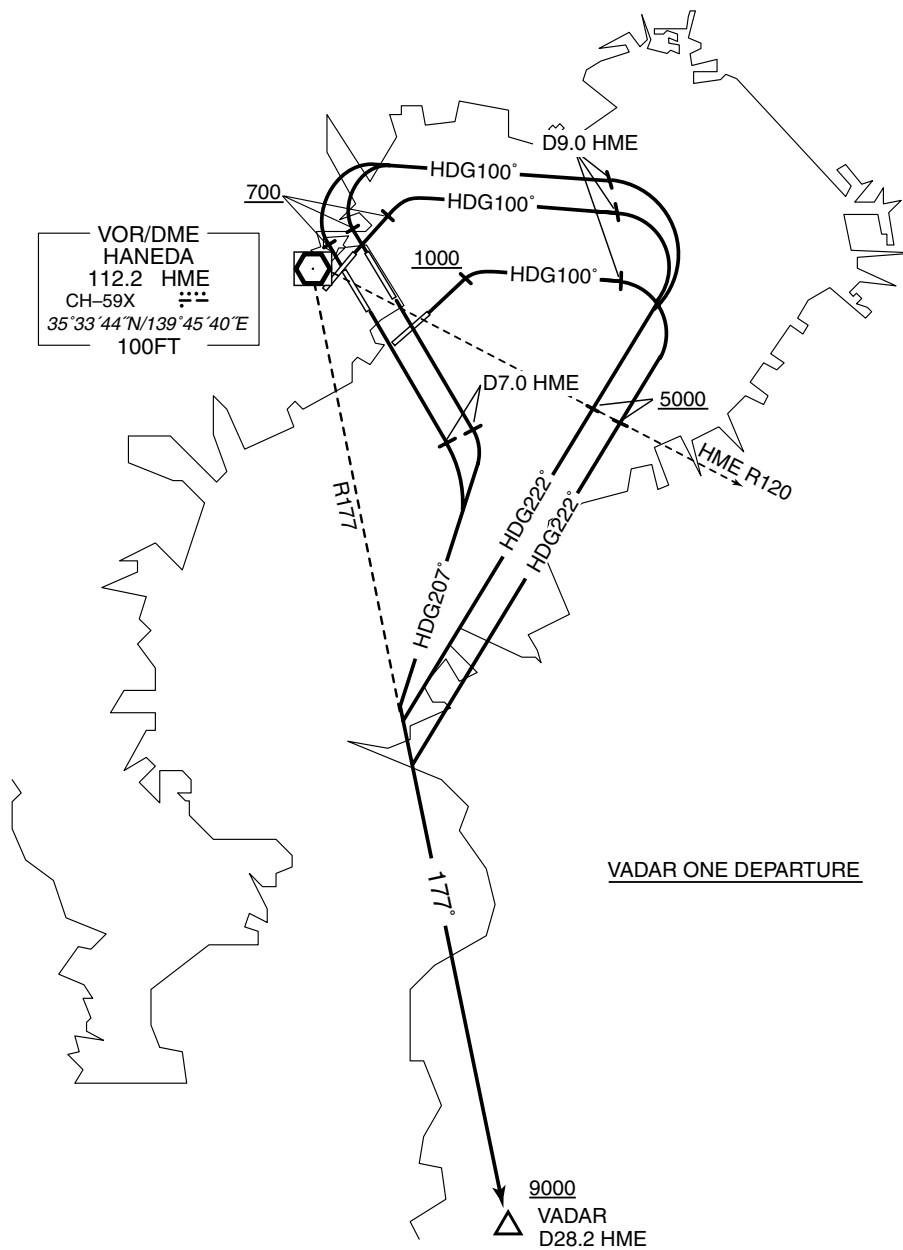 D9.0 HME
HDG100°
HDG100°
700
VOR/DME
HANEDA
112.2 HME
CH–59X
35°33´44˝N/139°45´40˝E
100FT
1000
HDG100°
D7.0 HME
5000
HME R120
R177
HDG222°
HDG222°
HDG207°
VADAR ONE DEPARTURE
177°
9000
VADAR
D28.2 HME